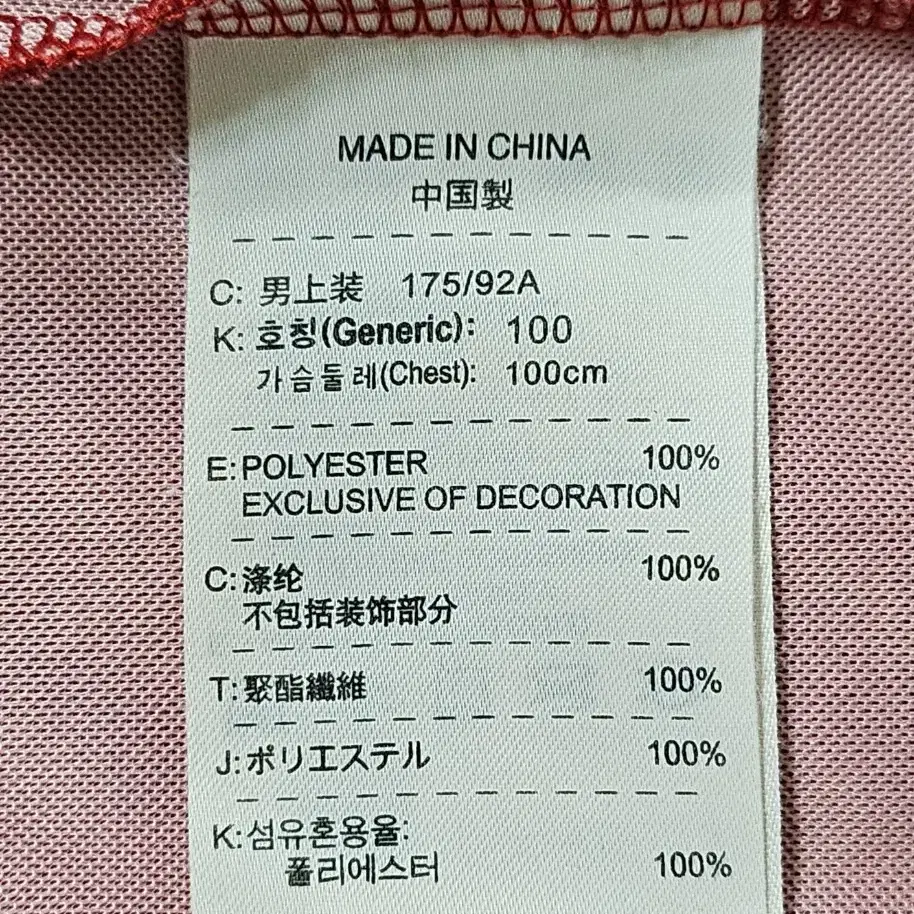 MADE IN CHINA
中国製
C: 男上装 175/92A
K: 호칭(Generic): 100
가슴둘레(Chest): 100cm
E: POLYESTER 100%
EXCLUSIVE OF DECORATION
C: 涤纶 100%
不包括装饰部分
T: 聚酯纖維 100%
J: ポリエステル 100%
K: 섬유혼용율:
폴리에스터 100%